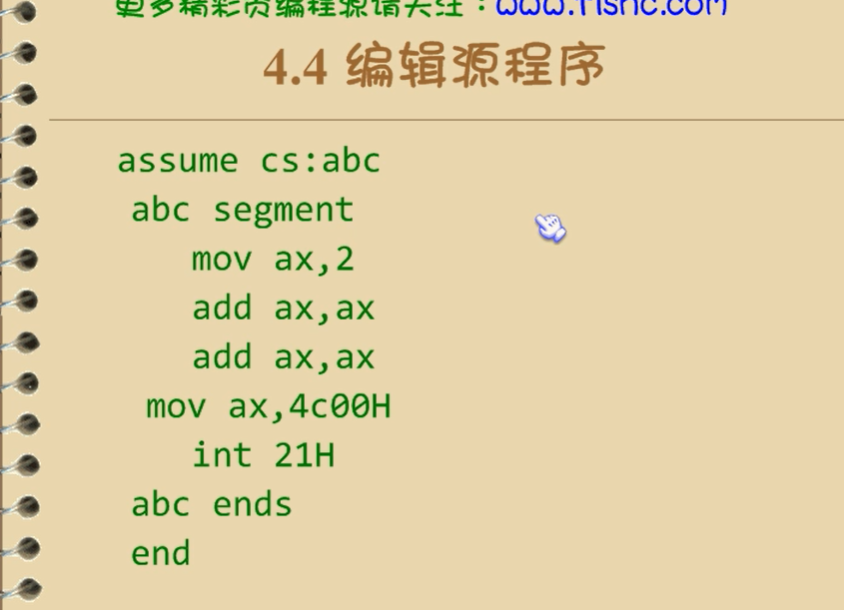 更多精彩页编程源请关注：www.fishc.com
4.4 编辑源程序
assume cs:abc
abc segment
mov ax,2
add ax,ax
add ax,ax
mov ax,4c00H
int 21H
abc ends
end